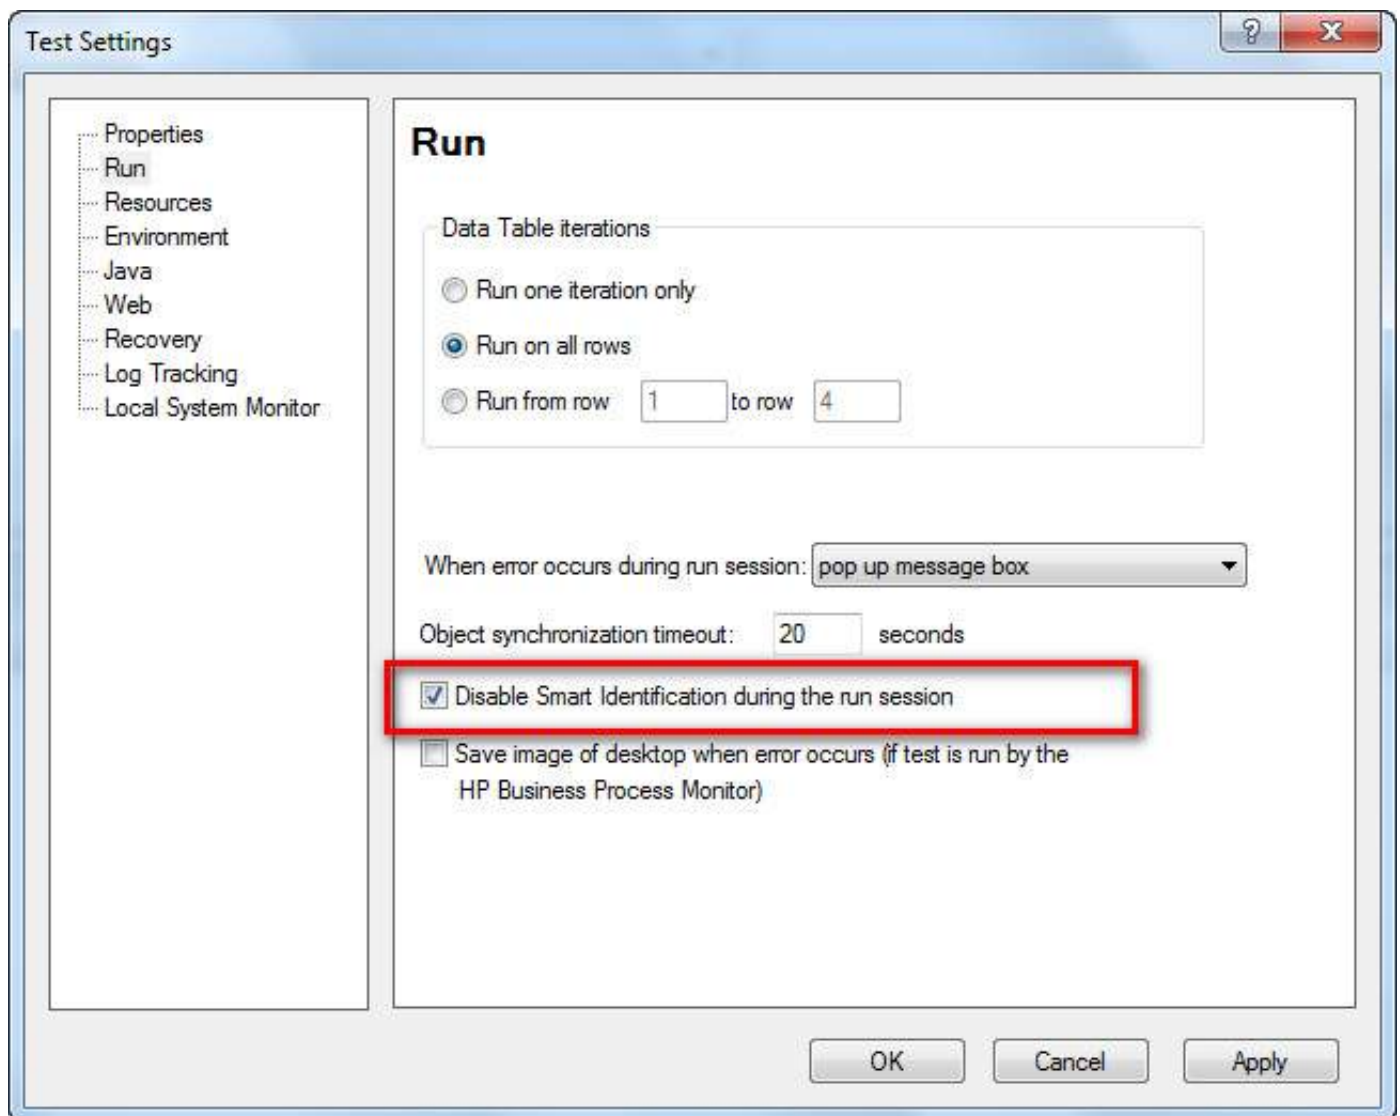 Test Settings
Properties
Run
Resources
Environment
Java
Web
Recovery
Log Tracking
Local System Monitor
Run
Data Table iterations
Run one iteration only
Run on all rows
Run from row 1 to row 4
When error occurs during run session: pop up message box
Object synchronization timeout: 20 seconds
Disable Smart Identification during the run session
Save image of desktop when error occurs (if test is run by the
HP Business Process Monitor)
OK Cancel Apply